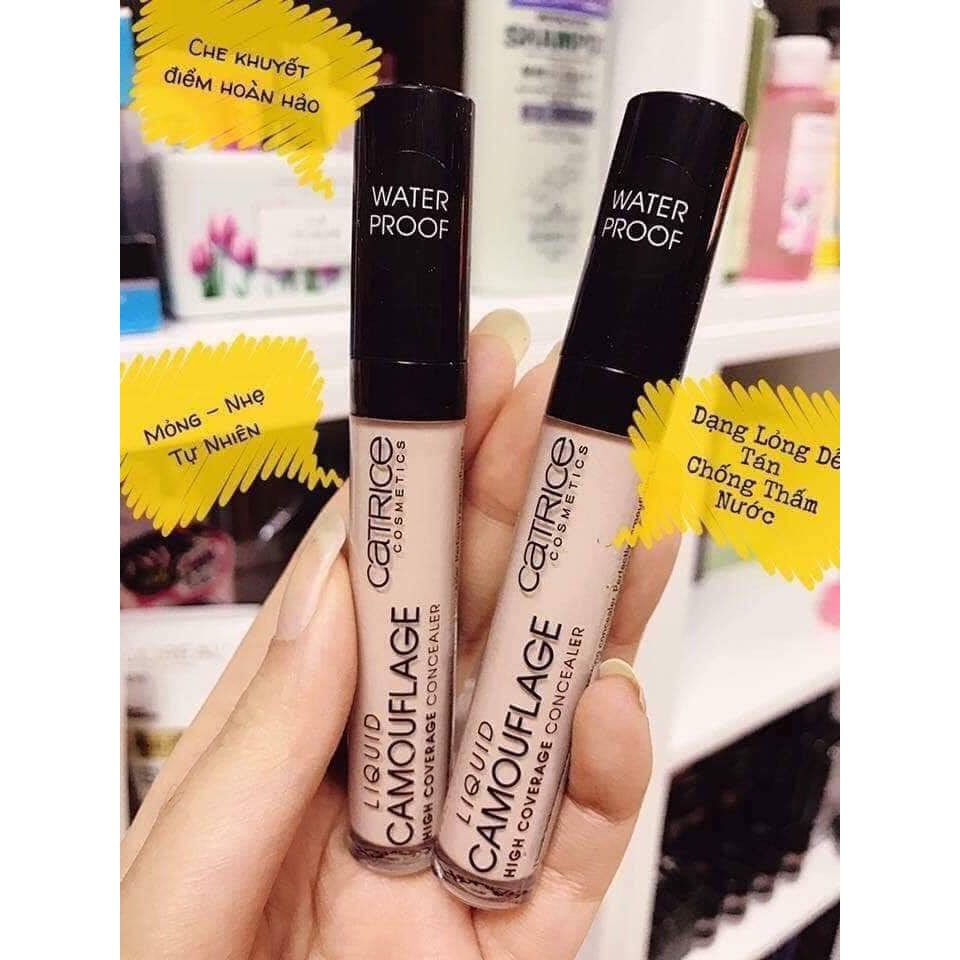 CHE KHUYẾT
ĐIỂM HOÀN HẢO
SHAMPOO
WATER
PROOF
WATER
PROOF
MỎNG – NHẸ
TỰ NHIÊN
Dạng Lỏng Dễ
Tán
Chống Thấm
Nước
CATRICE
COSMETICS
LIQUID
CAMOUFLAGE
HIGH COVERAGE CONCEALER
CATRICE
COSMETICS
LIQUID
CAMOUFLAGE
HIGH COVERAGE CONCEALER